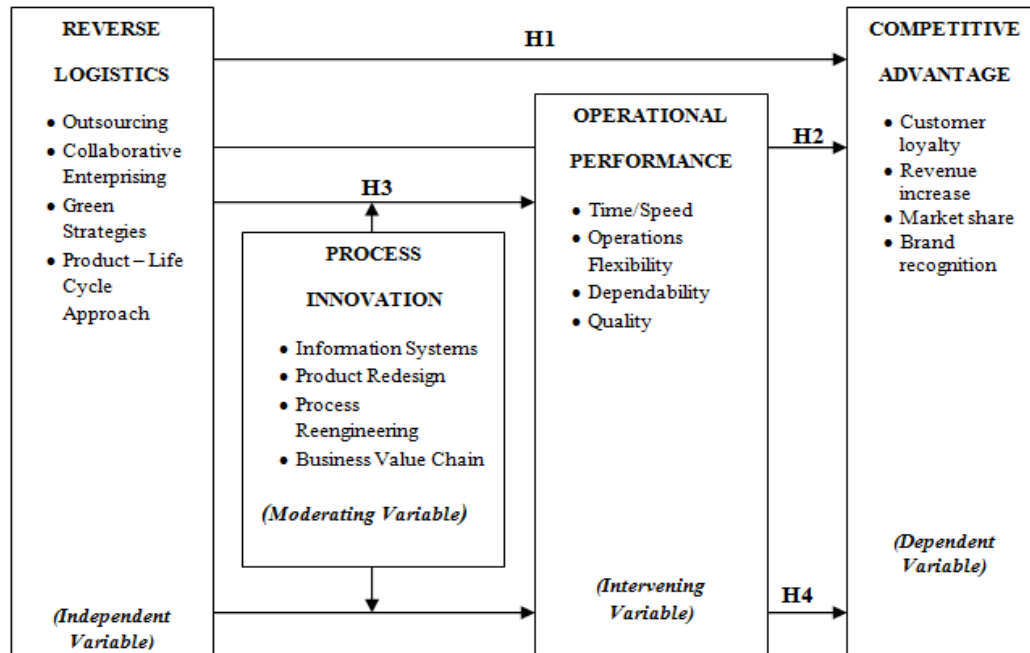 REVERSE
LOGISTICS
• Outsourcing
• Collaborative
Enterprising
• Green
Strategies
• Product – Life
Cycle
Approach
(Independent
Variable)
H1
H3
PROCESS
INNOVATION
• Information Systems
• Product Redesign
• Process
Reengineering
• Business Value Chain
(Moderating Variable)
OPERATIONAL
PERFORMANCE
• Time/Speed
• Operations
Flexibility
• Dependability
• Quality
(Intervening
Variable)
H2
H4
COMPETITIVE
ADVANTAGE
• Customer
loyalty
• Revenue
increase
• Market share
• Brand
recognition
(Dependent
Variable)